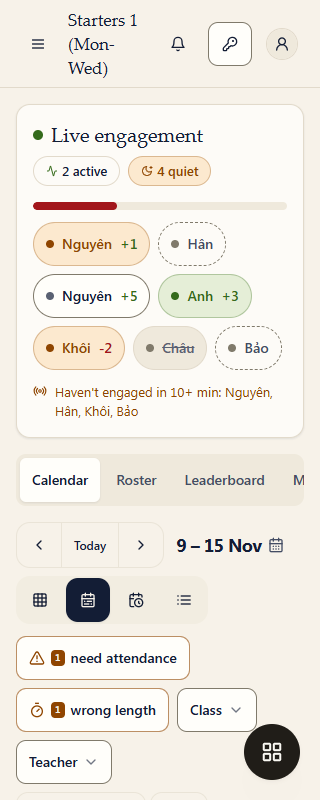 Starters 1
(Mon-
Wed)
Live engagement
2 active
4 quiet
Nguyên +1
Hân
Nguyên +5
Anh +3
Khôi -2
Châu
Bảo
Haven't engaged in 10+ min: Nguyên,
Hân, Khôi, Bảo
Calendar Roster Leaderboard M
Today
9 – 15 Nov
1 need attendance
1 wrong length
Class
Teacher